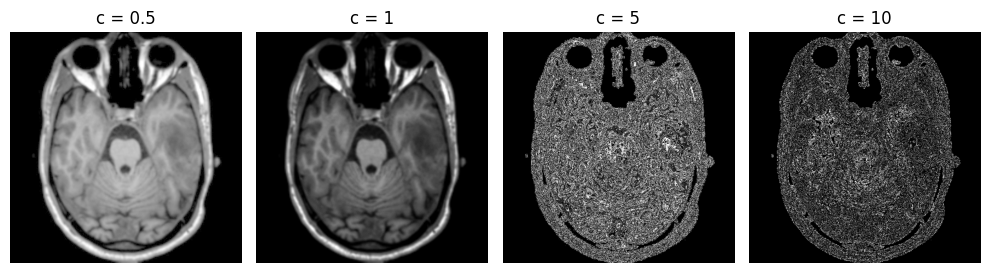 c = 0.5
c = 1
c = 5
c = 10